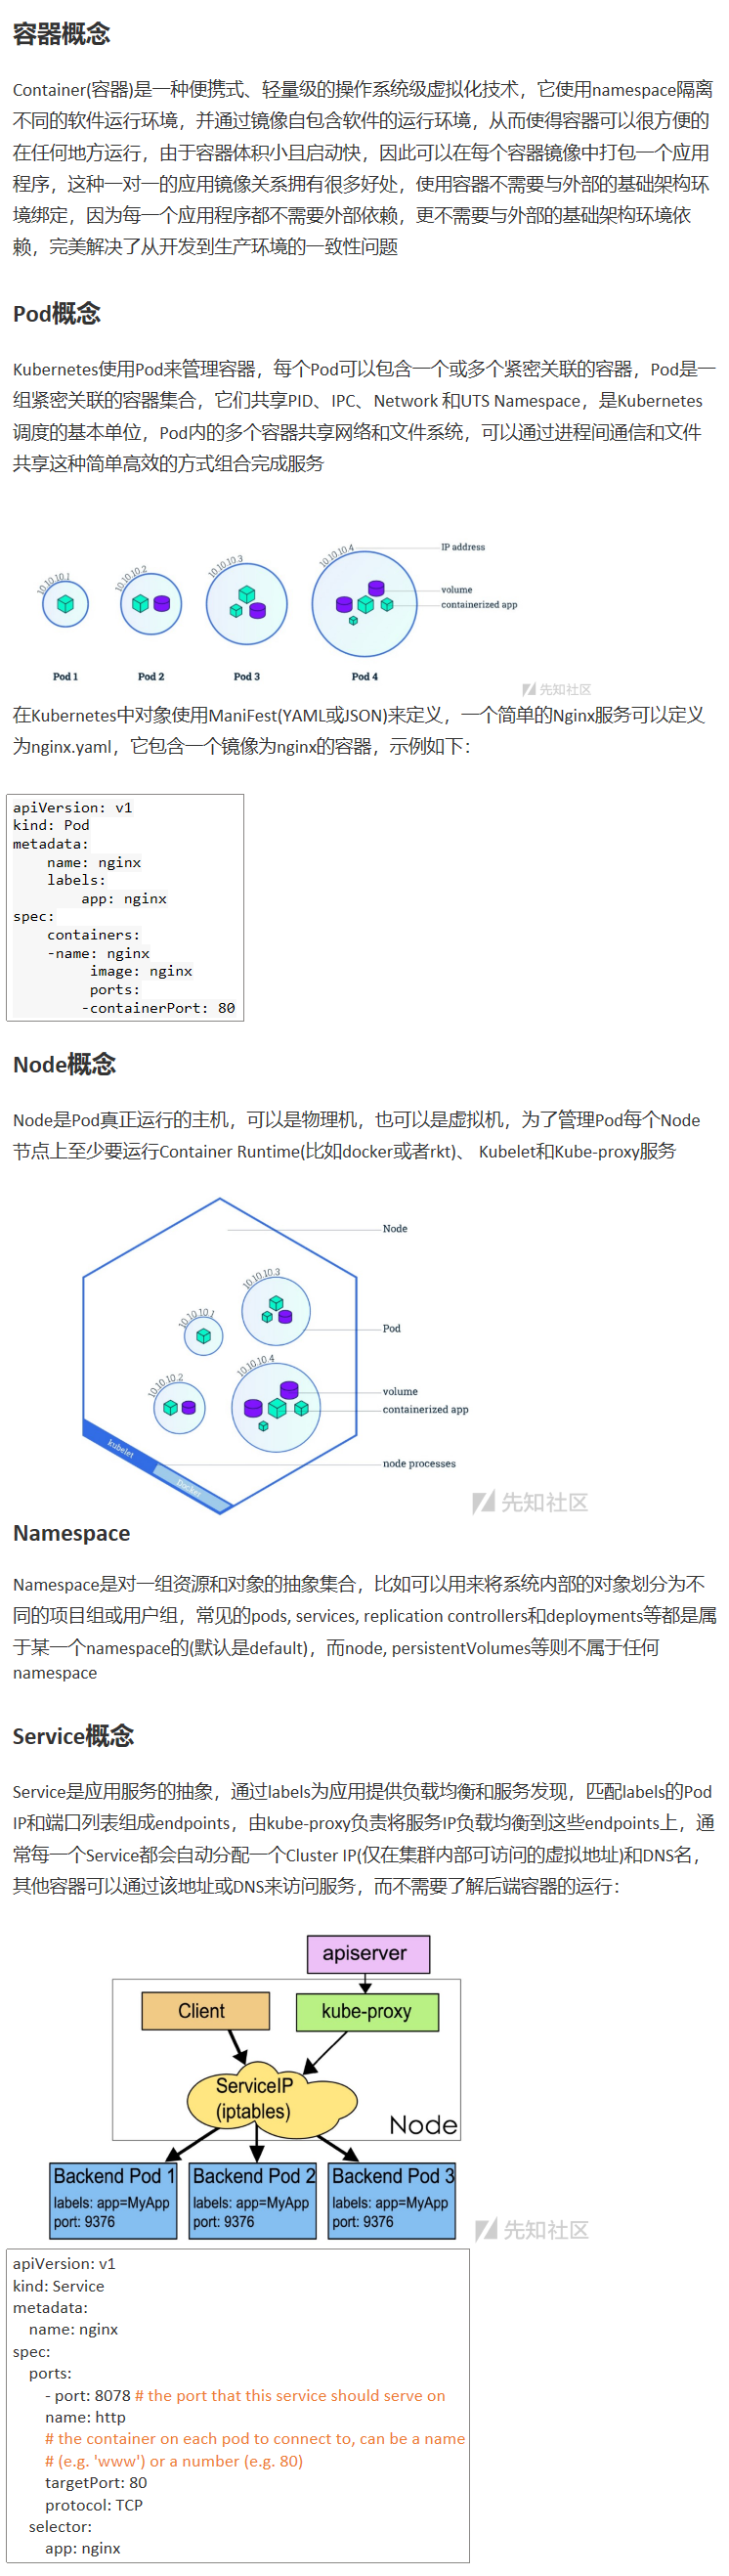 容器概念
Container(容器)是一种便携式、轻量级的操作系统级虚拟化技术，它使用namespace隔离
不同的软件运行环境，并通过镜像自包含软件的运行环境，从而使得容器可以很方便的
在任何地方运行，由于容器体积小且启动快，因此可以在每个容器镜像中打包一个应用
程序，这种一对一的应用镜像关系拥有很多好处，使用容器不需要与外部的基础架构环
境绑定，因为每一个应用程序都不需要外部依赖，更不需要与外部的基础架构环境依
赖，完美解决了从开发到生产环境的一致性问题
Pod概念
Kubernetes使用Pod来管理容器，每个Pod可以包含一个或多个紧密关联的容器，Pod是一
组紧密关联的容器集合，它们共享PID、IPC、Network 和UTS Namespace，是Kubernetes
调度的基本单位，Pod内的多个容器共享网络和文件系统，可以通过进程间通信和文件
共享这种简单高效的方式组合完成服务
10.10.10.1
10.10.10.2
10.10.10.3
10.10.10.4
IP address
volume
containerized app
Pod 1
Pod 2
Pod 3
Pod 4
先知社区
在Kubernetes中对象使用ManiFest(YAML或JSON)来定义，一个简单的Nginx服务可以定义
为nginx.yaml，它包含一个镜像为nginx的容器，示例如下：
apiVersion: v1
kind: Pod
metadata:
    name: nginx
    labels:
        app: nginx
spec:
    containers:
    -name: nginx
         image: nginx
         ports:
        -containerPort: 80
Node概念
Node是Pod真正运行的主机，可以是物理机，也可以是虚拟机，为了管理Pod每个Node
节点上至少要运行Container Runtime(比如docker或者rkt)、 Kubelet和Kube-proxy服务
Node
10.10.10.3
10.10.10.1
Pod
10.10.10.4
10.10.10.2
volume
containerized app
kubelet
Docker
node processes
先知社区
Namespace
Namespace是对一组资源和对象的抽象集合，比如可以用来将系统内部的对象划分为不
同的项目组或用户组，常见的pods, services, replication controllers和deployments等都是属
于某一个namespace的(默认是default)，而node, persistentVolumes等则不属于任何
namespace
Service概念
Service是应用服务的抽象，通过labels为应用提供负载均衡和服务发现，匹配labels的Pod
IP和端口列表组成endpoints，由kube-proxy负责将服务IP负载均衡到这些endpoints上，通
常每一个Service都会自动分配一个Cluster IP(仅在集群内部可访问的虚拟地址)和DNS名，
其他容器可以通过该地址或DNS来访问服务，而不需要了解后端容器的运行：
apiserver
Client
kube-proxy
ServiceIP
(iptables)
Node
Backend Pod 1
labels: app=MyApp
port: 9376
Backend Pod 2
labels: app=MyApp
port: 9376
Backend Pod 3
labels: app=MyApp
port: 9376
先知社区
apiVersion: v1
kind: Service
metadata:
    name: nginx
spec:
    ports:
        - port: 8078 # the port that this service should serve on
        name: http
        # the container on each pod to connect to, can be a name
        # (e.g. 'www') or a number (e.g. 80)
        targetPort: 80
        protocol: TCP
    selector:
        app: nginx